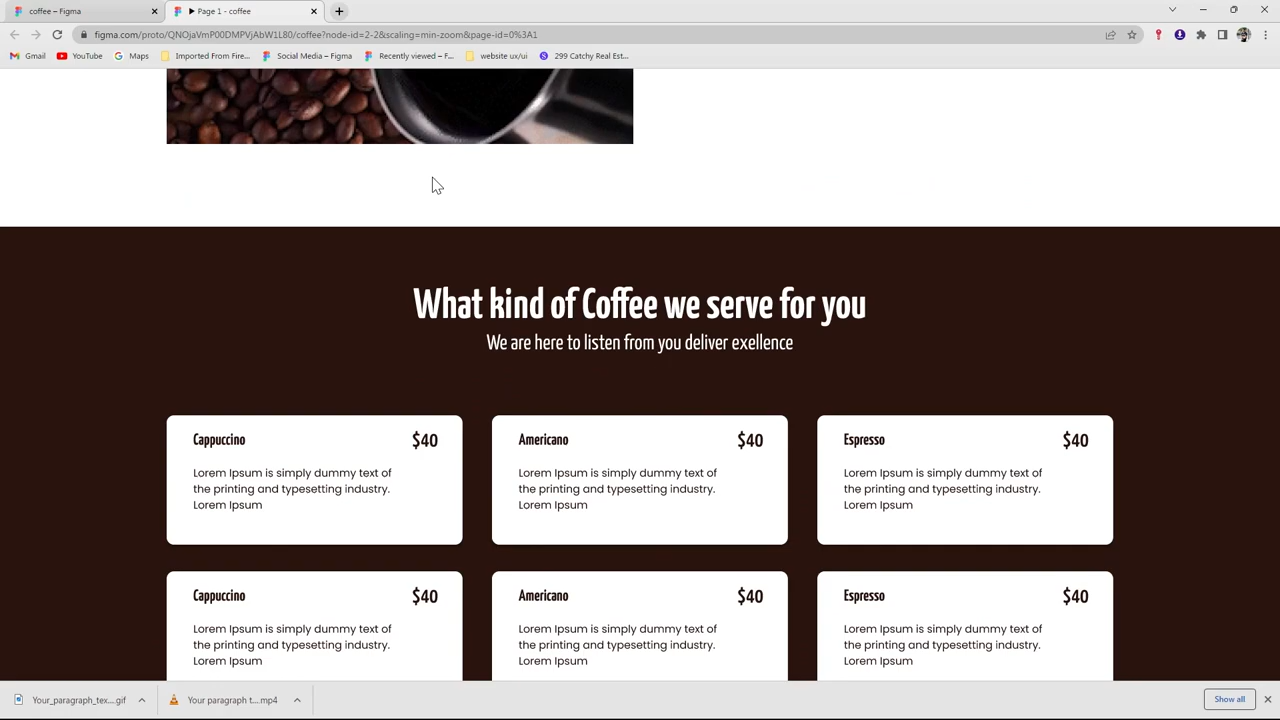 coffee – Figma
Page 1 - coffee
figma.com/proto/QNOjaVmP00DMPVjAbW1L80/coffee?node-id=2-2&scaling=min-zoom&page-id=0%3A1
Gmail YouTube Maps Imported From Fire... Social Media – Figma Recently viewed – F... website ux/ui 299 Catchy Real Est...
What kind of Coffee we serve for you
We are here to listen from you deliver exellence
Cappuccino $40
Lorem Ipsum is simply dummy text of
the printing and typesetting industry.
Lorem Ipsum
Americano $40
Lorem Ipsum is simply dummy text of
the printing and typesetting industry.
Lorem Ipsum
Espresso $40
Lorem Ipsum is simply dummy text of
the printing and typesetting industry.
Lorem Ipsum
Cappuccino $40
Lorem Ipsum is simply dummy text of
the printing and typesetting industry.
Lorem Ipsum
Americano $40
Lorem Ipsum is simply dummy text of
the printing and typesetting industry.
Lorem Ipsum
Espresso $40
Lorem Ipsum is simply dummy text of
the printing and typesetting industry.
Lorem Ipsum
Your_paragraph_tex....gif Your paragraph t....mp4 Show all